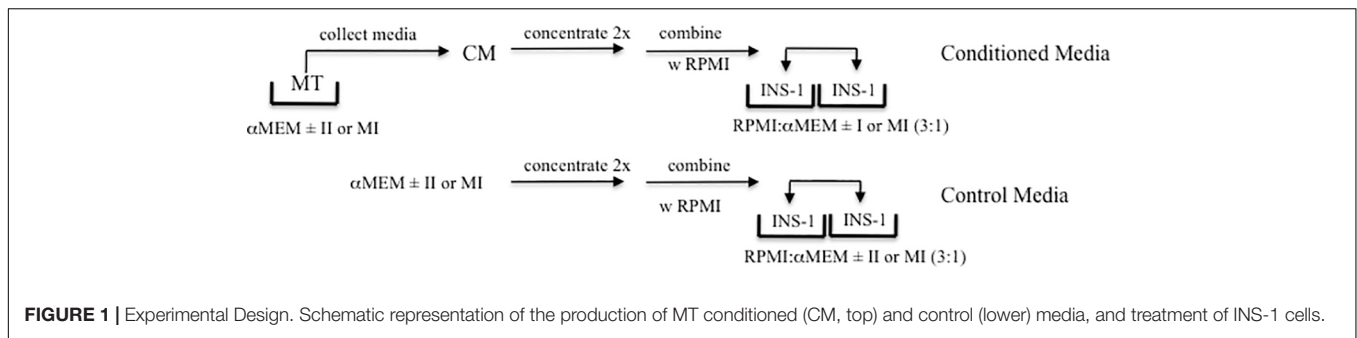 collect media
CM
concentrate 2x
combine
w RPMI
Conditioned Media
MT
INS-1 INS-1
αMEM ± II or MI
RPMI:αMEM ± I or MI (3:1)
αMEM ± II or MI
concentrate 2x
combine
w RPMI
Control Media
INS-1 INS-1
RPMI:αMEM ± II or MI (3:1)
FIGURE 1 | Experimental Design. Schematic representation of the production of MT conditioned (CM, top) and control (lower) media, and treatment of INS-1 cells.